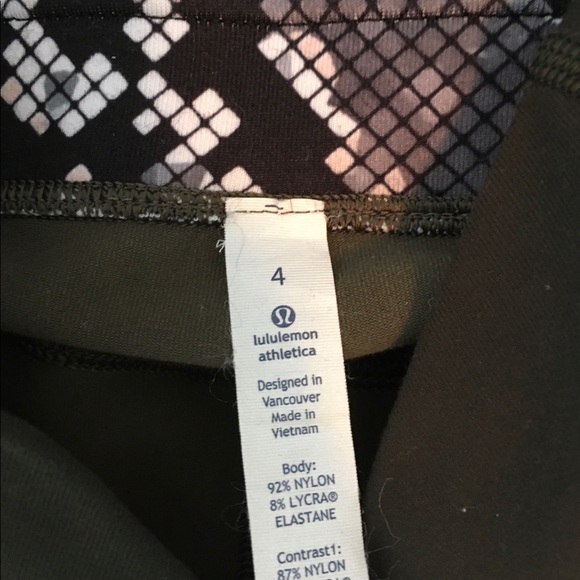 4
lululemon
athletica
Designed in
Vancouver
Made in
Vietnam
Body:
92% NYLON
8% LYCRA®
ELASTANE
Contrast1:
87% NYLON